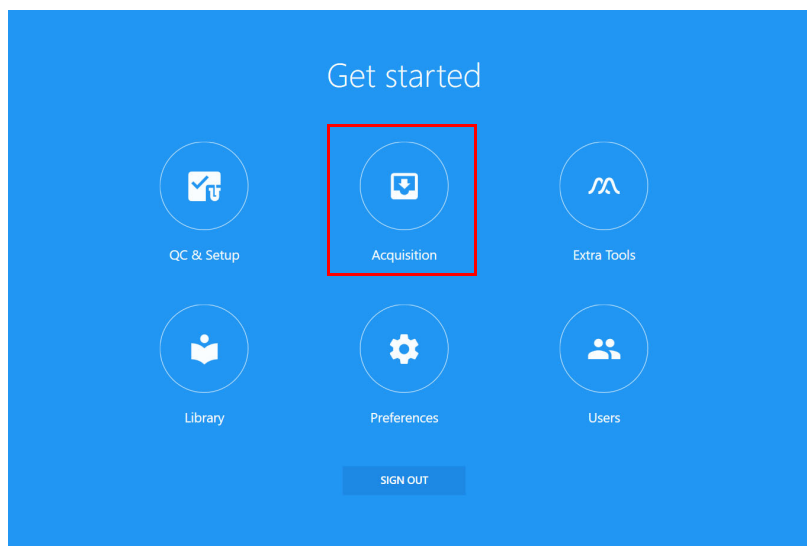 Get started
QC & Setup
Acquisition
Extra Tools
Library
Preferences
Users
SIGN OUT